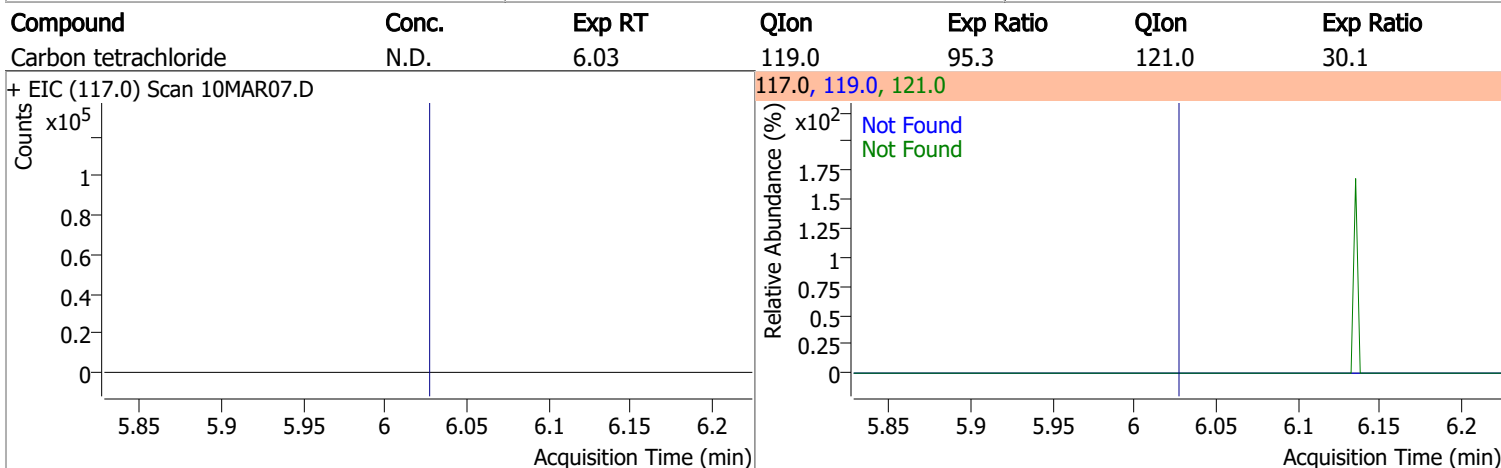 Compound Conc. Exp RT QIon Exp Ratio QIon Exp Ratio
Carbon tetrachloride N.D. 6.03 119.0 95.3 121.0 30.1
+ EIC (117.0) Scan 10MAR07.D
Counts
x10⁵
1
0.8
0.6
0.4
0.2
0
5.85 5.9 5.95 6 6.05 6.1 6.15 6.2
Acquisition Time (min)
117.0, 119.0, 121.0
Relative Abundance (%)
x10²
Not Found
Not Found
1.75
1.5
1.25
1
0.75
0.5
0.25
0
5.85 5.9 5.95 6 6.05 6.1 6.15 6.2
Acquisition Time (min)